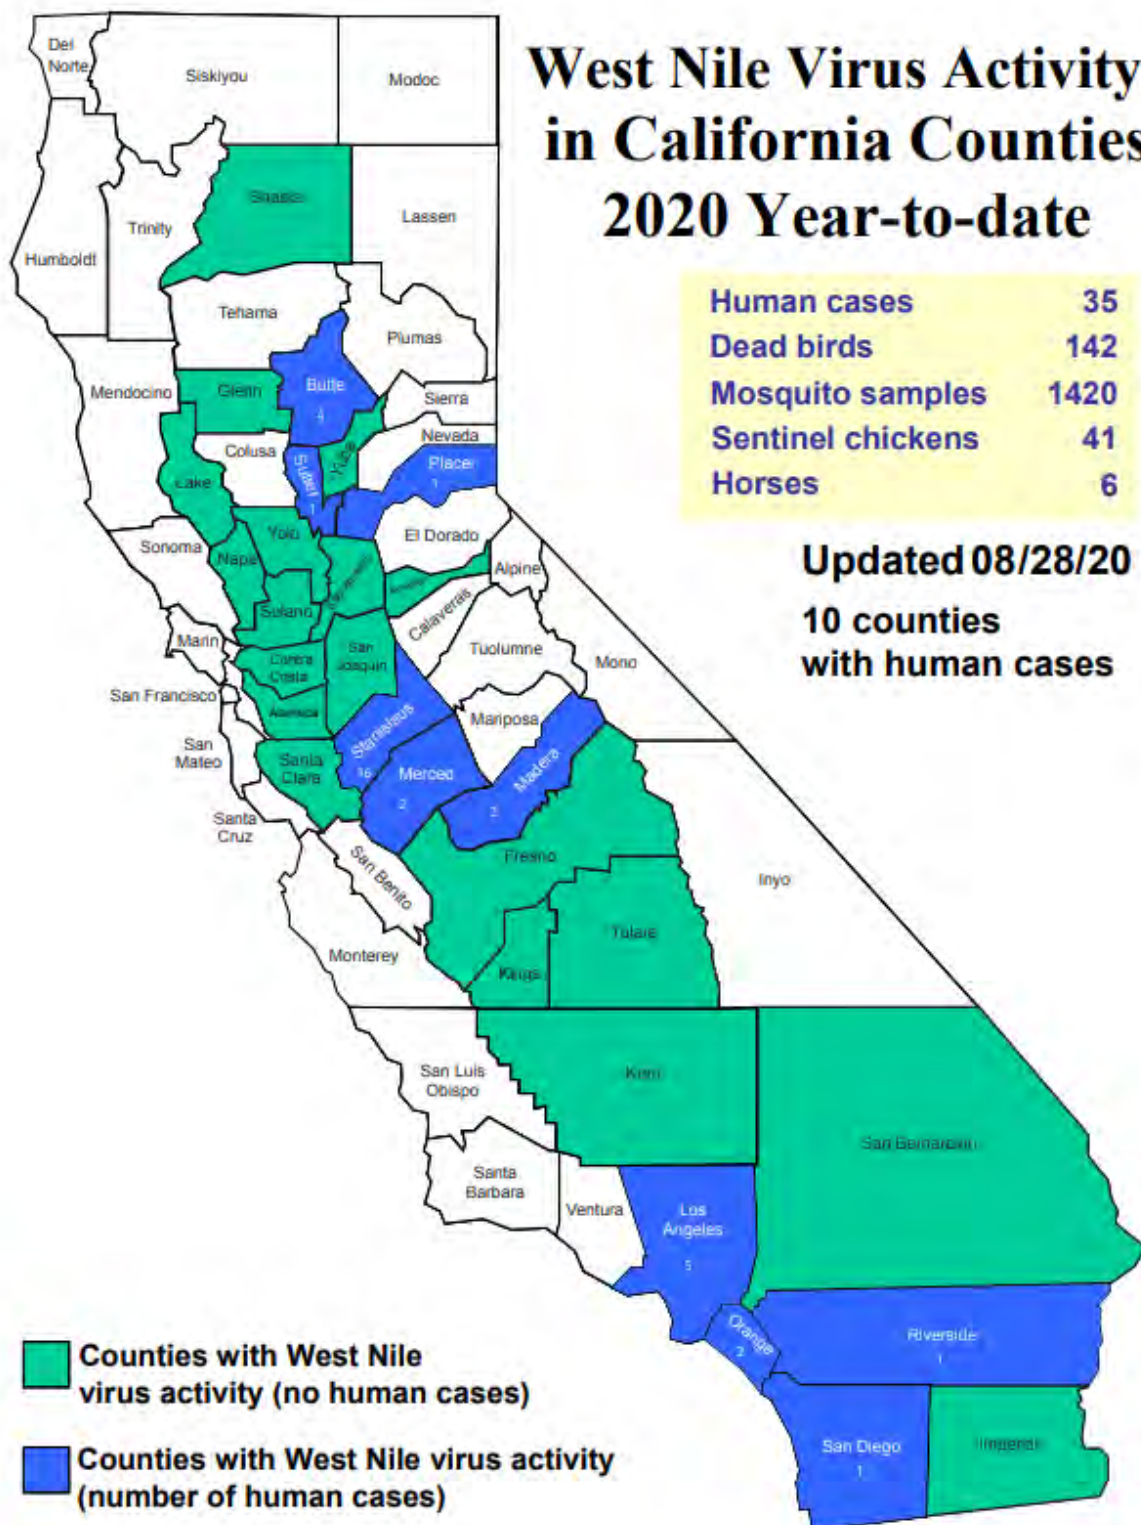 West Nile Virus Activity
in California Counties
2020 Year-to-date
Human cases 35
Dead birds 142
Mosquito samples 1420
Sentinel chickens 41
Horses 6
Updated 08/28/20
10 counties
with human cases
Del
Norte
Siskiyou
Modoc
Shasta
Lassen
Trinity
Humboldt
Tehama
Plumas
Mendocino
Glenn
Butte
4
Sierra
Colusa
Nevada
Lake
Sutter
1
Yuba
Placer
1
Sonoma
Yolo
El Dorado
Napa
Alpine
Solano
Calaveras
Marin
Contra
Costa
San
Joaquin
Tuolumne
Mono
San Francisco
Alameda
Stanislaus
16
Mariposa
San
Mateo
Santa
Clara
Merced
2
Madera
Santa
Cruz
San Benito
Fresno
Inyo
Monterey
Kings
Tulare
San Luis
Obispo
Kern
San Bernardino
Santa
Barbara
Ventura
Los
Angeles
5
Orange
2
Riverside
1
San Diego
1
Imperial
Counties with West Nile
virus activity (no human cases)
Counties with West Nile virus activity
(number of human cases)